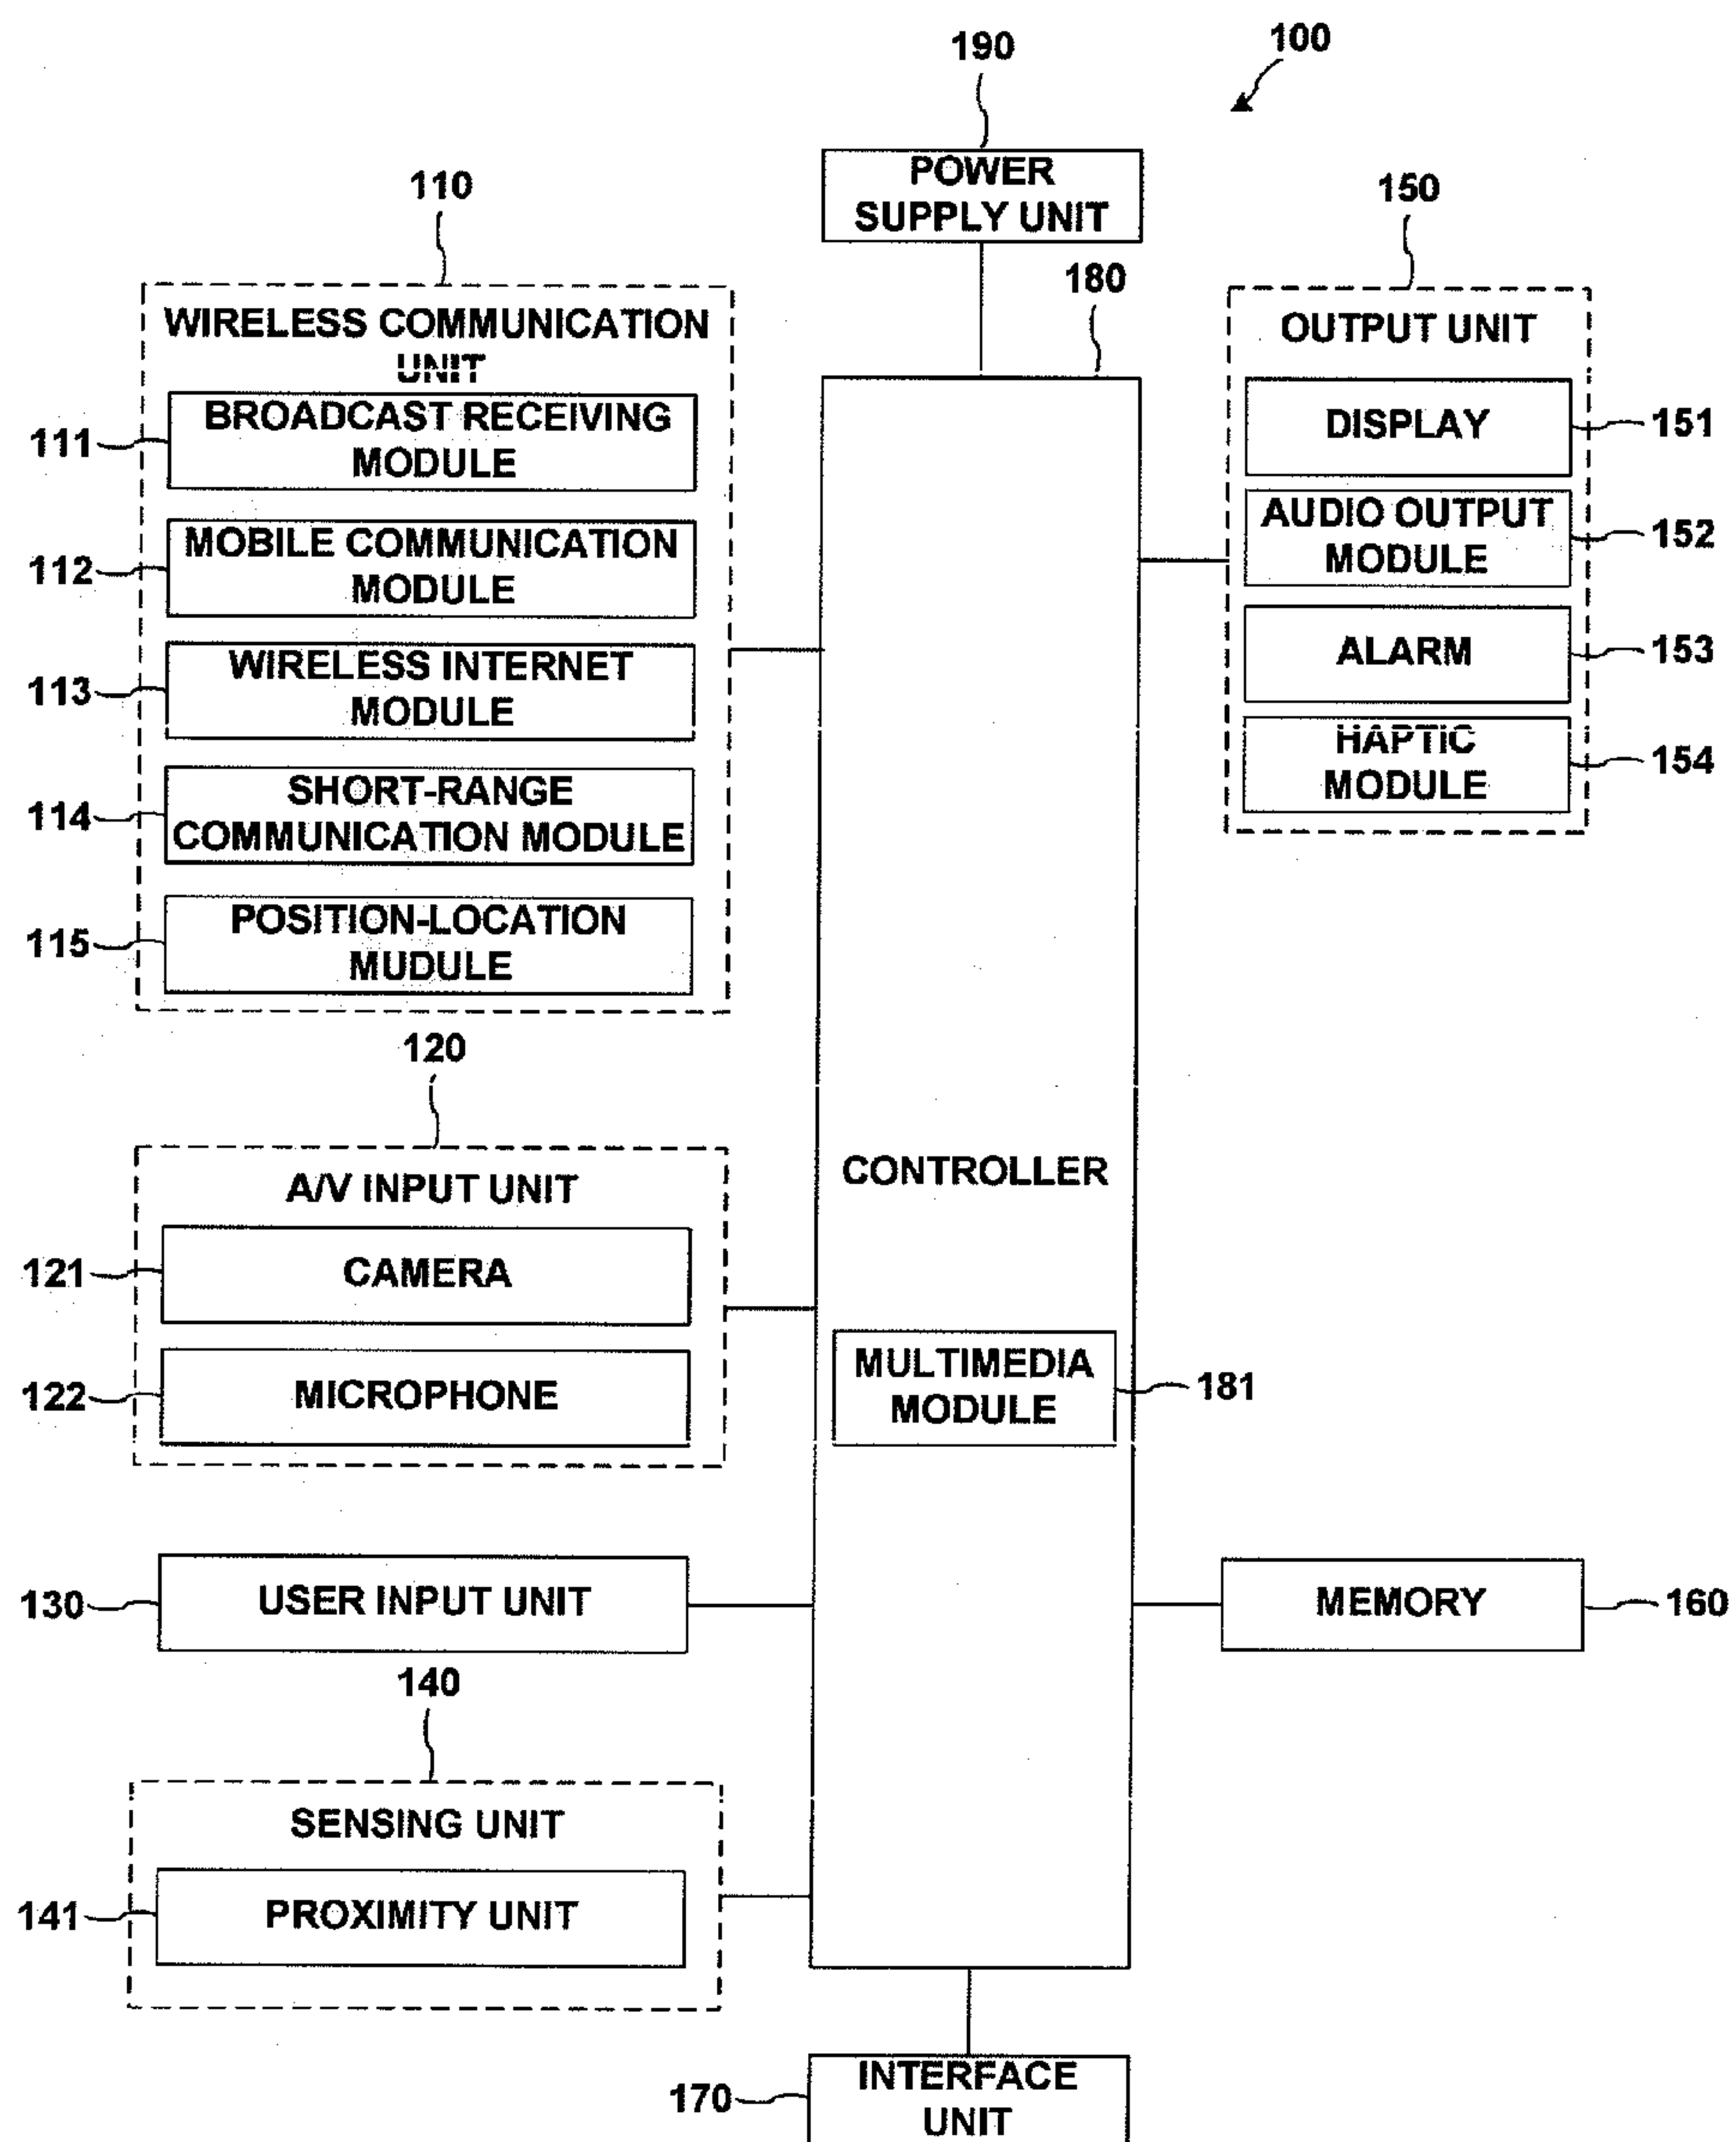 100
190
POWER
SUPPLY UNIT
110
WIRELESS COMMUNICATION
UNIT
111
BROADCAST RECEIVING
MODULE
112
MOBILE COMMUNICATION
MODULE
113
WIRELESS INTERNET
MODULE
114
SHORT-RANGE
COMMUNICATION MODULE
115
POSITION-LOCATION
MUDULE
120
A/V INPUT UNIT
121
CAMERA
122
MICROPHONE
130
USER INPUT UNIT
140
SENSING UNIT
141
PROXIMITY UNIT
180
CONTROLLER
MULTIMEDIA
MODULE
181
150
OUTPUT UNIT
DISPLAY
151
AUDIO OUTPUT
MODULE
152
ALARM
153
HAPTIC
MODULE
154
MEMORY
160
170
INTERFACE
UNIT